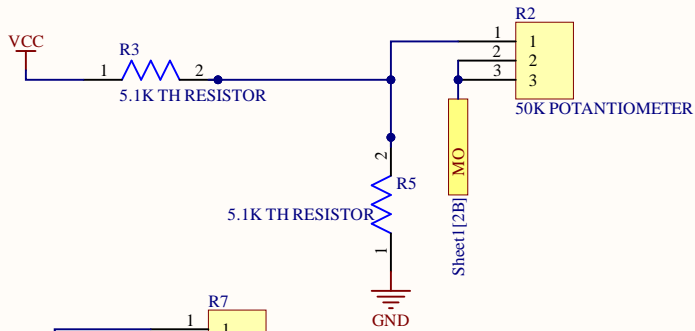 R2
VCC
R3
1
2
5.1K TH RESISTOR
1 1
2 2
3 3
50K POTANTIOMETER
MO
Sheet1[2B]
2
R5
5.1K TH RESISTOR
1
GND
R7
1 1